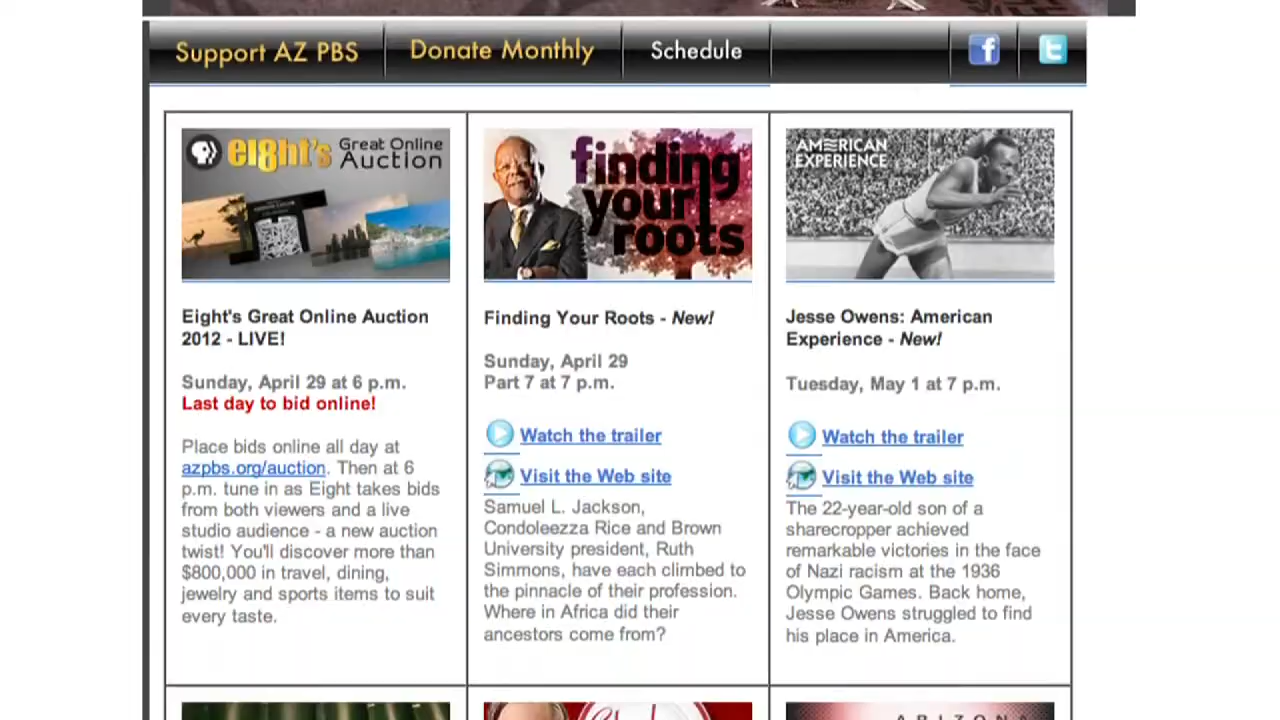 Support AZ PBS
Donate Monthly
Schedule
f
t
eight's Great Online
Auction
finding
your
roots
AMERICAN
EXPERIENCE
Eight's Great Online Auction
2012 - LIVE!
Sunday, April 29 at 6 p.m.
Last day to bid online!
Place bids online all day at
azpbs.org/auction. Then at 6
p.m. tune in as Eight takes bids
from both viewers and a live
studio audience - a new auction
twist! You'll discover more than
$800,000 in travel, dining,
jewelry and sports items to suit
every taste.
Finding Your Roots - New!
Sunday, April 29
Part 7 at 7 p.m.
Watch the trailer
Visit the Web site
Samuel L. Jackson,
Condoleezza Rice and Brown
University president, Ruth
Simmons, have each climbed to
the pinnacle of their profession.
Where in Africa did their
ancestors come from?
Jesse Owens: American
Experience - New!
Tuesday, May 1 at 7 p.m.
Watch the trailer
Visit the Web site
The 22-year-old son of a
sharecropper achieved
remarkable victories in the face
of Nazi racism at the 1936
Olympic Games. Back home,
Jesse Owens struggled to find
his place in America.